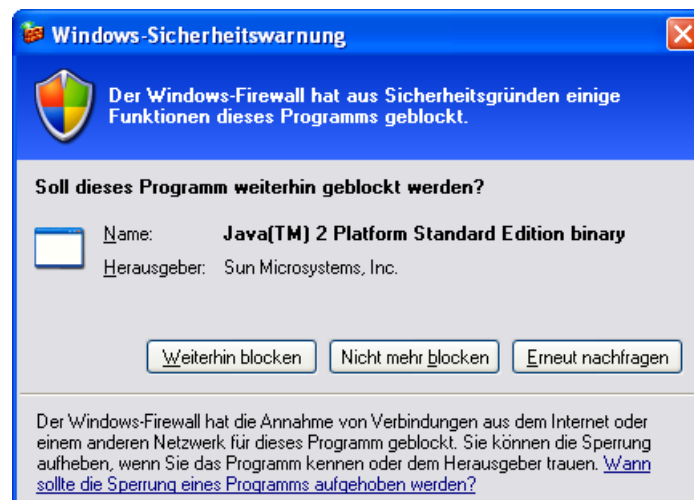 Windows-Sicherheitswarnung
Der Windows-Firewall hat aus Sicherheitsgründen einige
Funktionen dieses Programms geblockt.
Soll dieses Programm weiterhin geblockt werden?
Name: Java(TM) 2 Platform Standard Edition binary
Herausgeber: Sun Microsystems, Inc.
Weiterhin blocken Nicht mehr blocken Erneut nachfragen
Der Windows-Firewall hat die Annahme von Verbindungen aus dem Internet oder
einem anderen Netzwerk für dieses Programm geblockt. Sie können die Sperrung
aufheben, wenn Sie das Programm kennen oder dem Herausgeber trauen. Wann
sollte die Sperrung eines Programms aufgehoben werden?